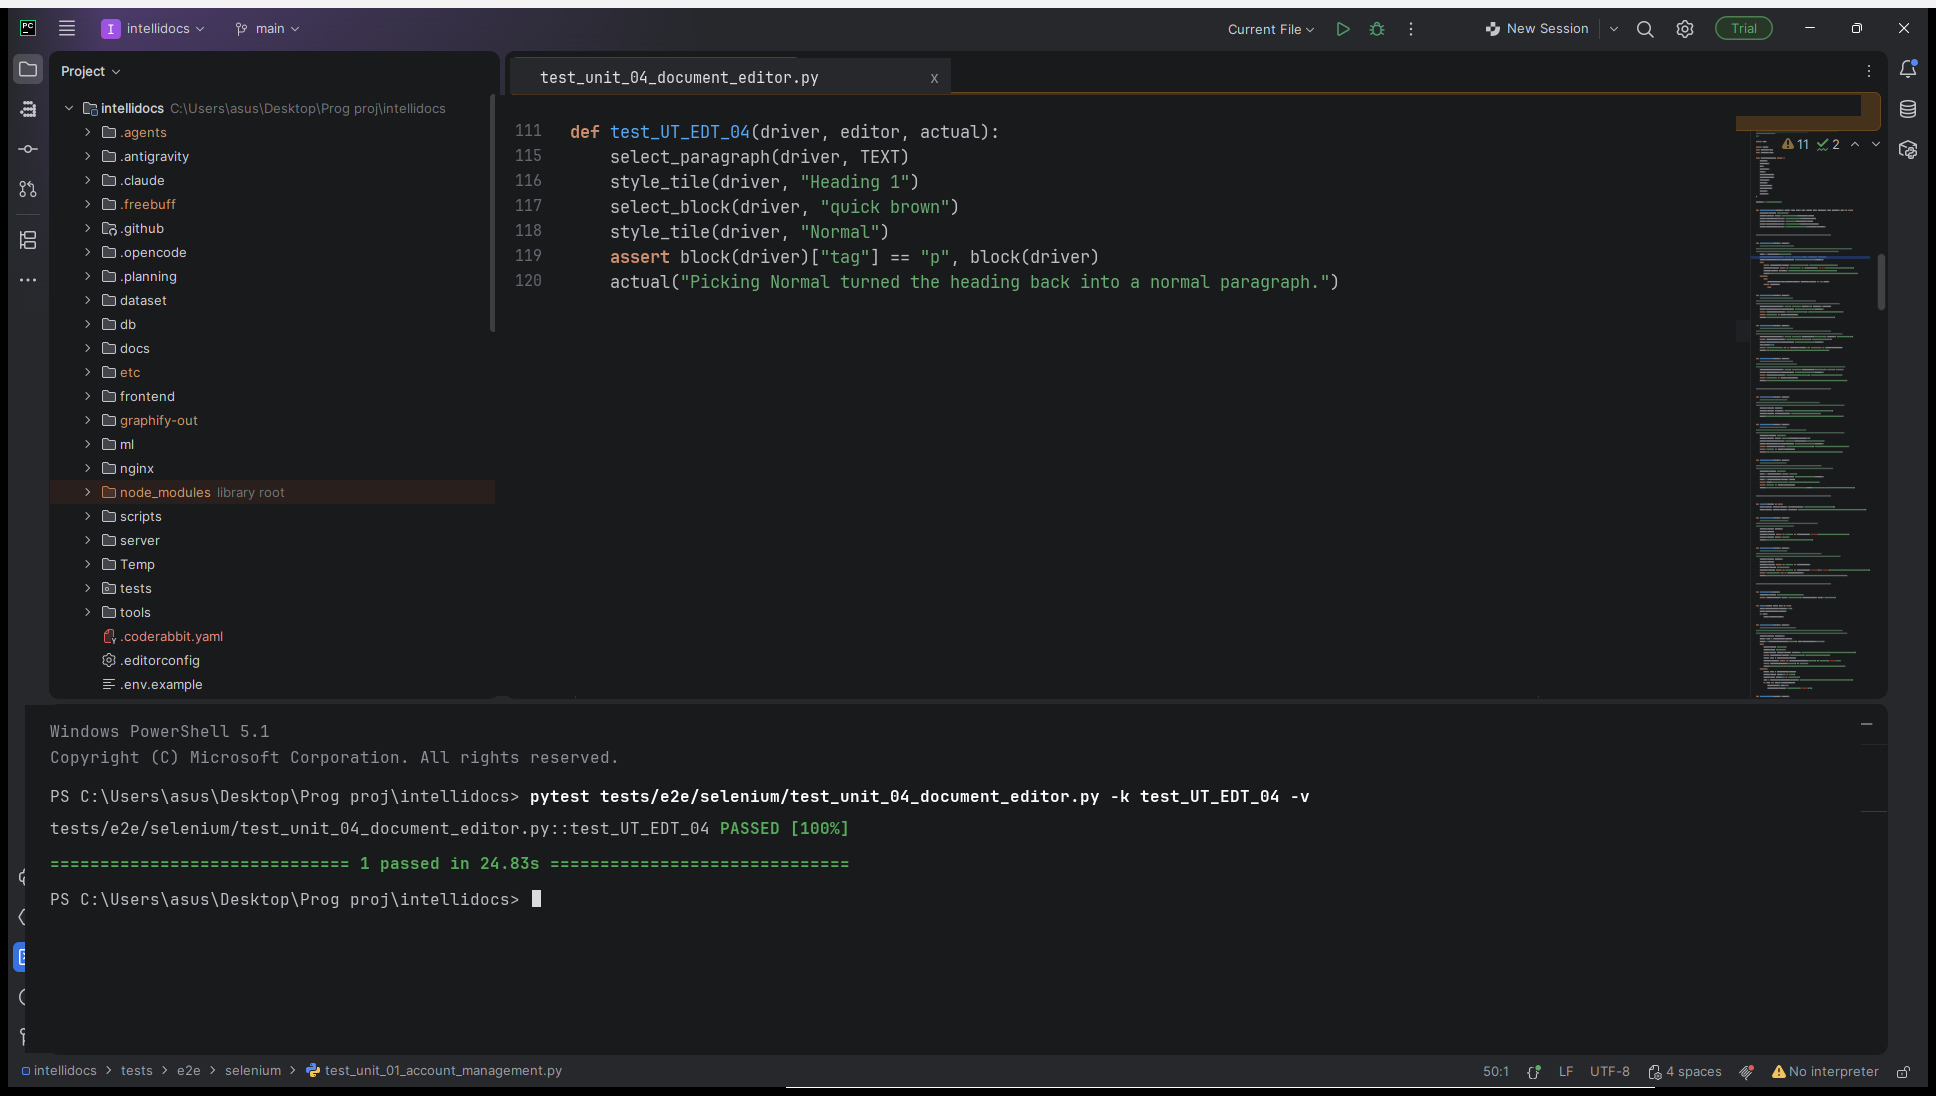 PC
I intellidocs
main
Current File
New Session
Trial
Project
intellidocs C:\Users\asus\Desktop\Prog proj\intellidocs
.agents
.antigravity
.claude
.freebuff
.github
.opencode
.planning
dataset
db
docs
etc
frontend
graphify-out
ml
nginx
node_modules library root
scripts
server
Temp
tests
tools
.coderabbit.yaml
.editorconfig
.env.example
test_unit_04_document_editor.py x
11 2
111 def test_UT_EDT_04(driver, editor, actual):
115 select_paragraph(driver, TEXT)
116 style_tile(driver, "Heading 1")
117 select_block(driver, "quick brown")
118 style_tile(driver, "Normal")
119 assert block(driver)["tag"] == "p", block(driver)
120 actual("Picking Normal turned the heading back into a normal paragraph.")
Windows PowerShell 5.1
Copyright (C) Microsoft Corporation. All rights reserved.
PS C:\Users\asus\Desktop\Prog proj\intellidocs> pytest tests/e2e/selenium/test_unit_04_document_editor.py -k test_UT_EDT_04 -v
tests/e2e/selenium/test_unit_04_document_editor.py::test_UT_EDT_04 PASSED [100%]
============================== 1 passed in 24.83s ==============================
PS C:\Users\asus\Desktop\Prog proj\intellidocs>
intellidocs > tests > e2e > selenium > test_unit_01_account_management.py
50:1 LF UTF-8 4 spaces No interpreter